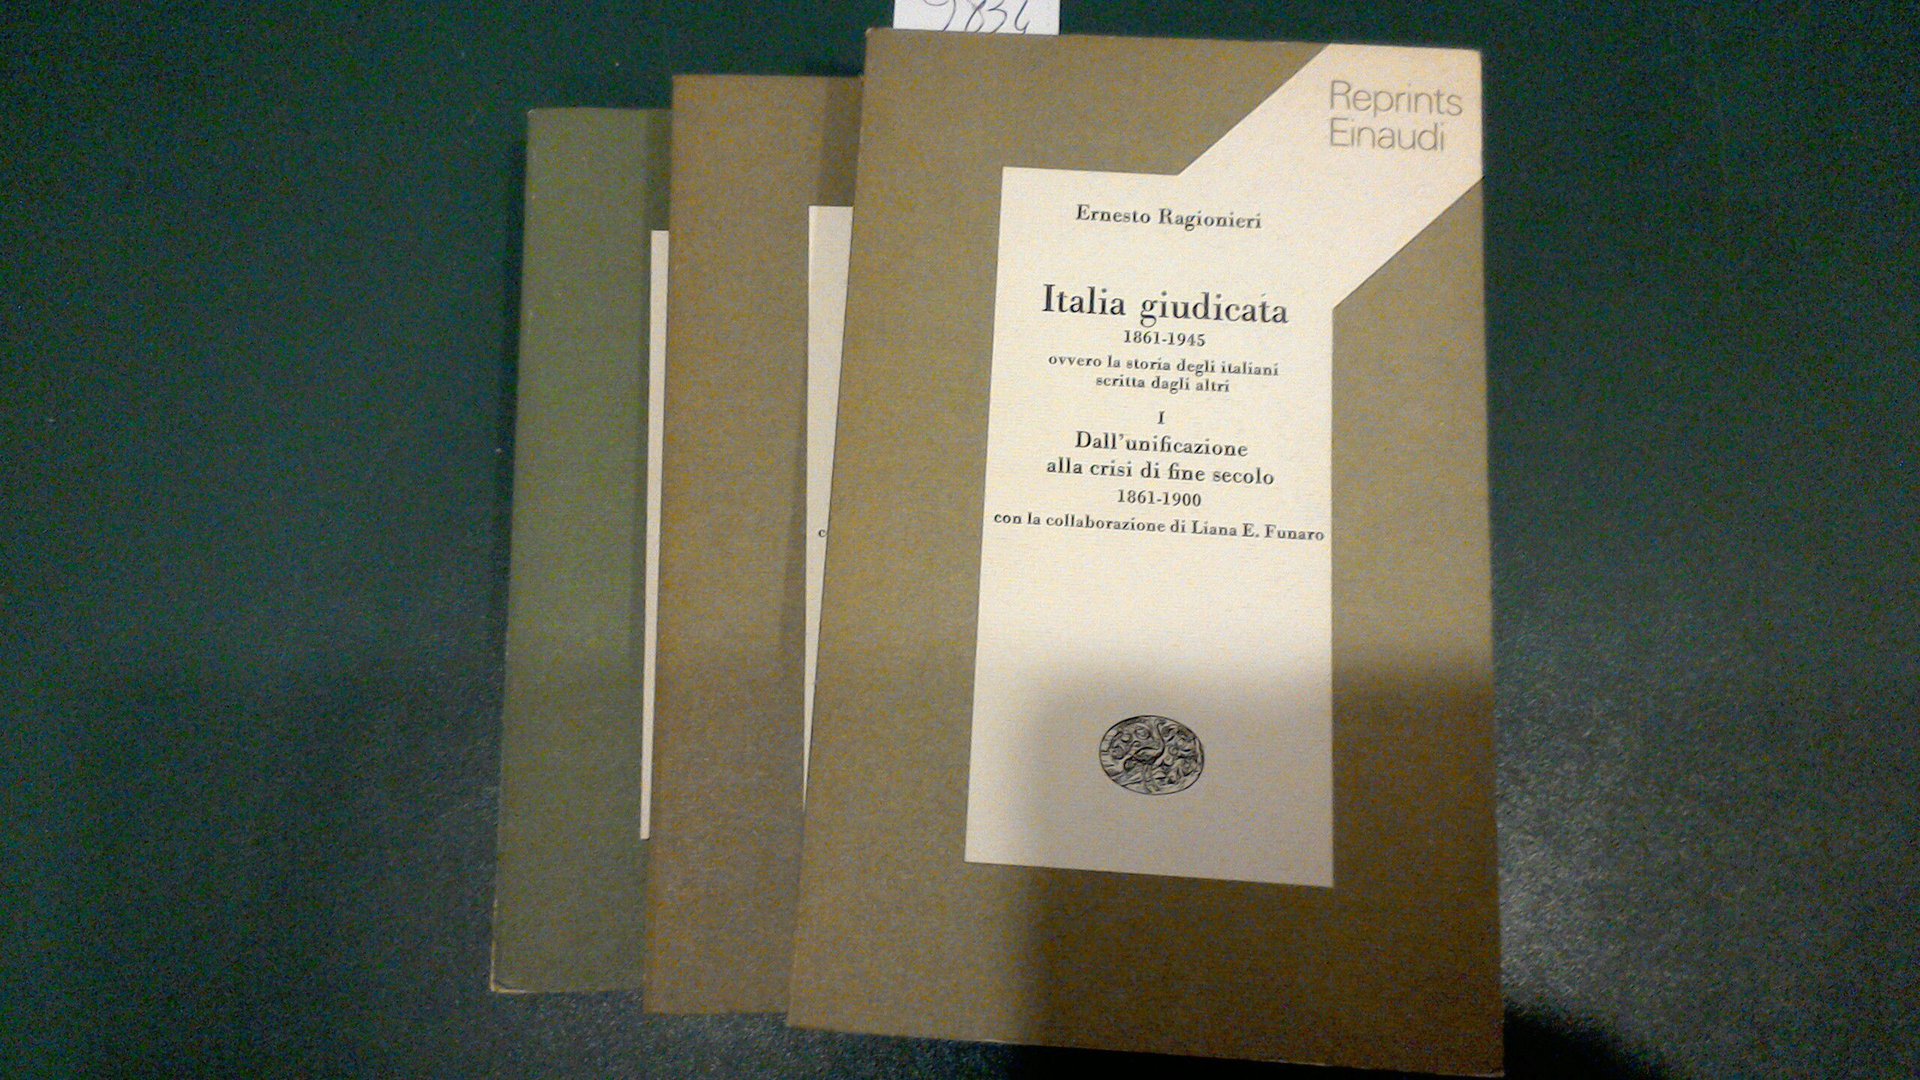 Reprints
Einaudi
Ernesto Ragionieri
Italia giudicata
1861-1945
ovvero la storia degli italiani
scritta dagli altri
I
Dall'unificazione
alla crisi di fine secolo
1861-1900
con la collaborazione di Liana E. Funaro
c